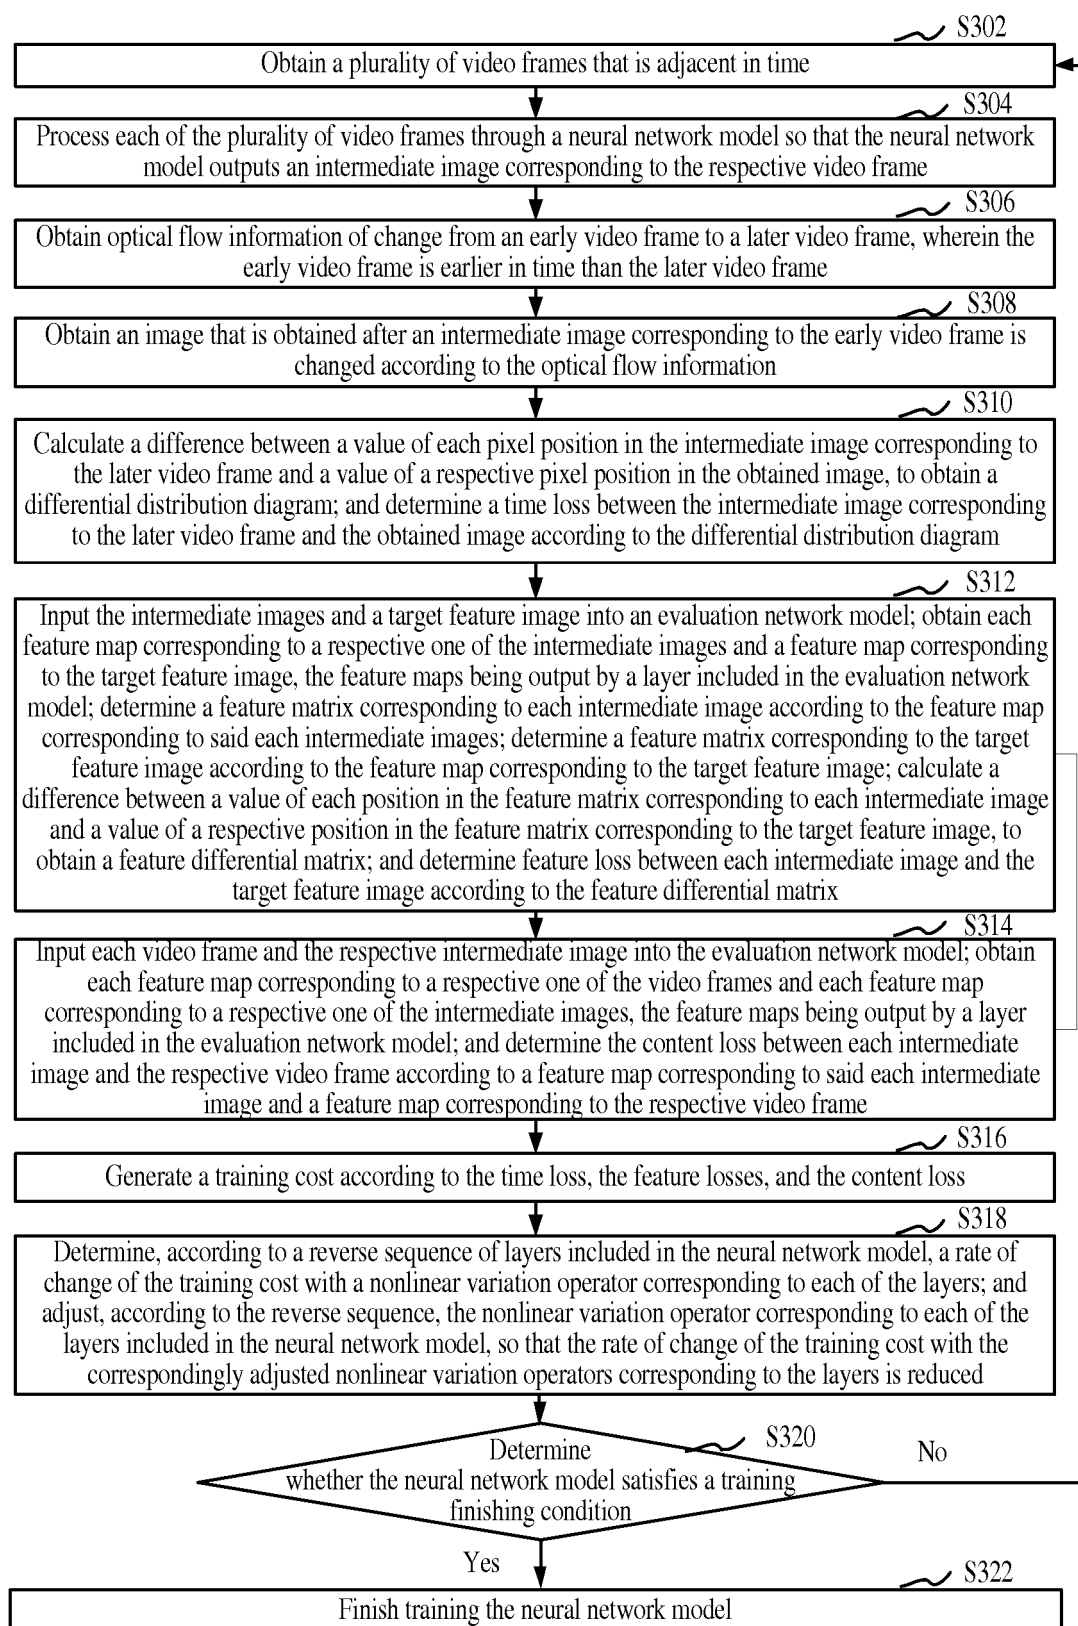 S302
Obtain a plurality of video frames that is adjacent in time
S304
Process each of the plurality of video frames through a neural network model so that the neural network
model outputs an intermediate image corresponding to the respective video frame
S306
Obtain optical flow information of change from an early video frame to a later video frame, wherein the
early video frame is earlier in time than the later video frame
S308
Obtain an image that is obtained after an intermediate image corresponding to the early video frame is
changed according to the optical flow information
S310
Calculate a difference between a value of each pixel position in the intermediate image corresponding to
the later video frame and a value of a respective pixel position in the obtained image, to obtain a
differential distribution diagram; and determine a time loss between the intermediate image corresponding
to the later video frame and the obtained image according to the differential distribution diagram
S312
Input the intermediate images and a target feature image into an evaluation network model; obtain each
feature map corresponding to a respective one of the intermediate images and a feature map corresponding
to the target feature image, the feature maps being output by a layer included in the evaluation network
model; determine a feature matrix corresponding to each intermediate image according to the feature map
corresponding to said each intermediate images; determine a feature matrix corresponding to the target
feature image according to the feature map corresponding to the target feature image; calculate a
difference between a value of each position in the feature matrix corresponding to each intermediate image
and a value of a respective position in the feature matrix corresponding to the target feature image, to
obtain a feature differential matrix; and determine feature loss between each intermediate image and the
target feature image according to the feature differential matrix
S314
Input each video frame and the respective intermediate image into the evaluation network model; obtain
each feature map corresponding to a respective one of the video frames and each feature map
corresponding to a respective one of the intermediate images, the feature maps being output by a layer
included in the evaluation network model; and determine the content loss between each intermediate
image and the respective video frame according to a feature map corresponding to said each intermediate
image and a feature map corresponding to the respective video frame
S316
Generate a training cost according to the time loss, the feature losses, and the content loss
S318
Determine, according to a reverse sequence of layers included in the neural network model, a rate of
change of the training cost with a nonlinear variation operator corresponding to each of the layers; and
adjust, according to the reverse sequence, the nonlinear variation operator corresponding to each of the
layers included in the neural network model, so that the rate of change of the training cost with the
correspondingly adjusted nonlinear variation operators corresponding to the layers is reduced
S320
Determine
whether the neural network model satisfies a training
finishing condition
No
Yes
S322
Finish training the neural network model